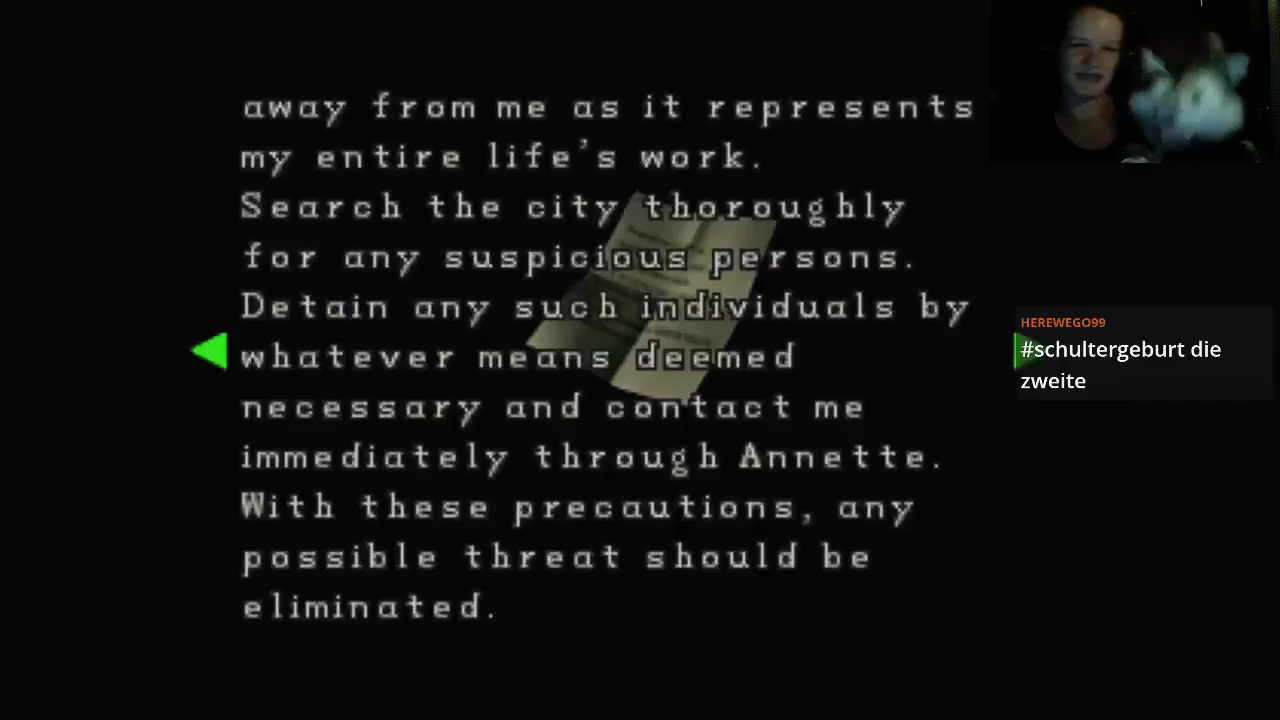 away from me as it represents
my entire life's work.
Search the city thoroughly
for any suspicious persons.
Detain any such individuals by
whatever means deemed
necessary and contact me
immediately through Annette.
With these precautions, any
possible threat should be
eliminated.
HEREWEGO99
#schultergeburt die
zweite